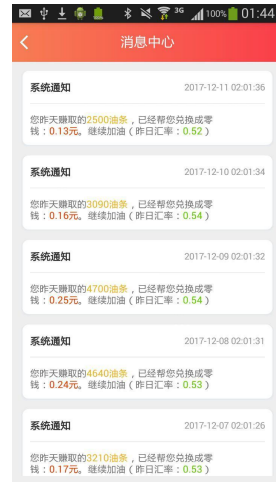 3G 100% 01:44
消息中心
系统通知 2017-12-11 02:01:36
您昨天赚取的2500油条，已经帮您兑换成零
钱：0.13元。继续加油（昨日汇率：0.52）
系统通知 2017-12-10 02:01:34
您昨天赚取的3090油条，已经帮您兑换成零
钱：0.16元。继续加油（昨日汇率：0.54）
系统通知 2017-12-09 02:01:32
您昨天赚取的4700油条，已经帮您兑换成零
钱：0.25元。继续加油（昨日汇率：0.54）
系统通知 2017-12-08 02:01:31
您昨天赚取的4640油条，已经帮您兑换成零
钱：0.24元。继续加油（昨日汇率：0.53）
系统通知 2017-12-07 02:01:26
您昨天赚取的3210油条，已经帮您兑换成零
钱：0.17元。继续加油（昨日汇率：0.53）